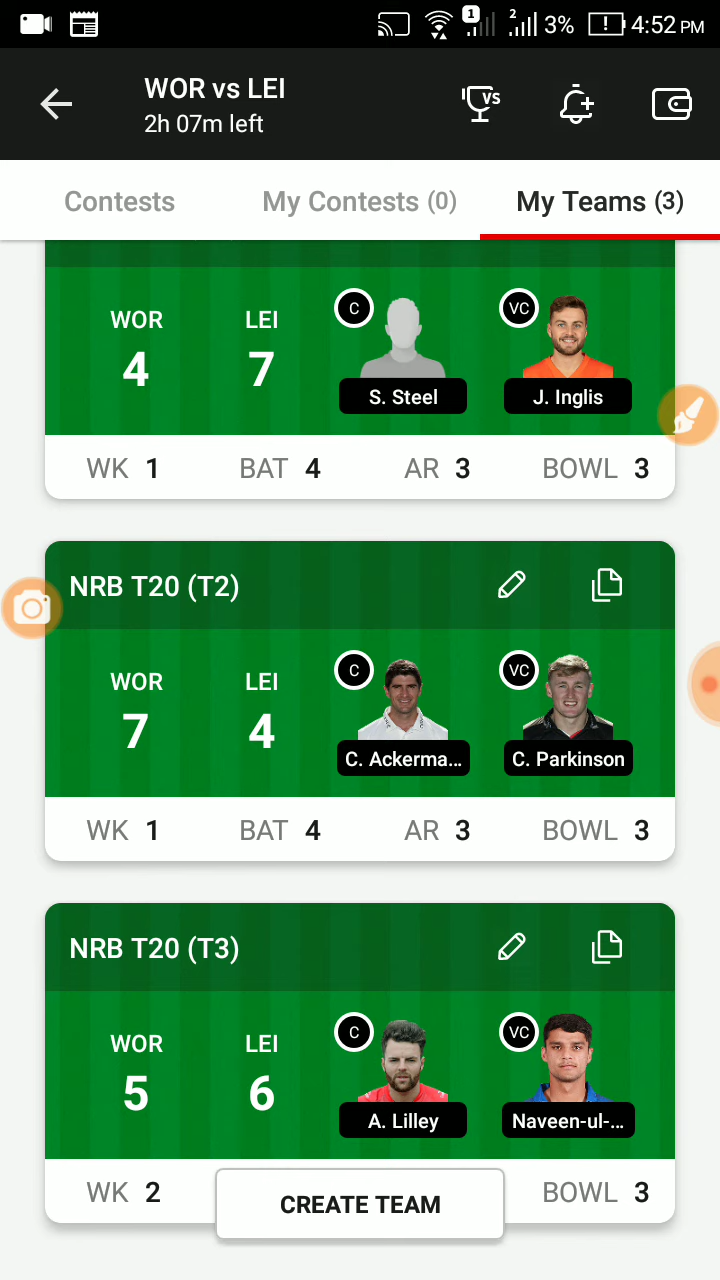 1 2 3% 4:52 PM
WOR vs LEI
2h 07m left
VS
Contests My Contests (0) My Teams (3)
WOR LEI C VC
4 7
S. Steel J. Inglis
WK 1 BAT 4 AR 3 BOWL 3
NRB T20 (T2)
WOR LEI C VC
7 4
C. Ackerma... C. Parkinson
WK 1 BAT 4 AR 3 BOWL 3
NRB T20 (T3)
WOR LEI C VC
5 6
A. Lilley Naveen-ul-...
WK 2 BOWL 3
CREATE TEAM